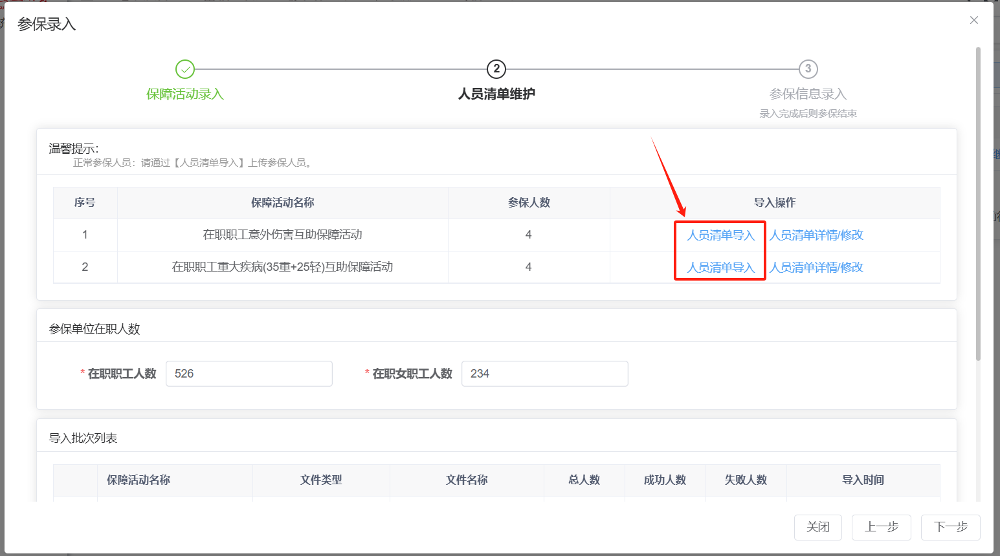 参保录入
2
3
保障活动录入
人员清单维护
参保信息录入
录入完成后则参保结束
温馨提示：
正常参保人员：请通过【人员清单导入】上传参保人员。
序号 保障活动名称 参保人数 导入操作
1 在职职工意外伤害互助保障活动 4 人员清单导入 人员清单详情/修改
2 在职职工重大疾病(35重+25轻)互助保障活动 4 人员清单导入 人员清单详情/修改
参保单位在职人数
* 在职职工人数 526 * 在职女职工人数 234
导入批次列表
保障活动名称 文件类型 文件名称 总人数 成功人数 失败人数 导入时间
关闭 上一步 下一步